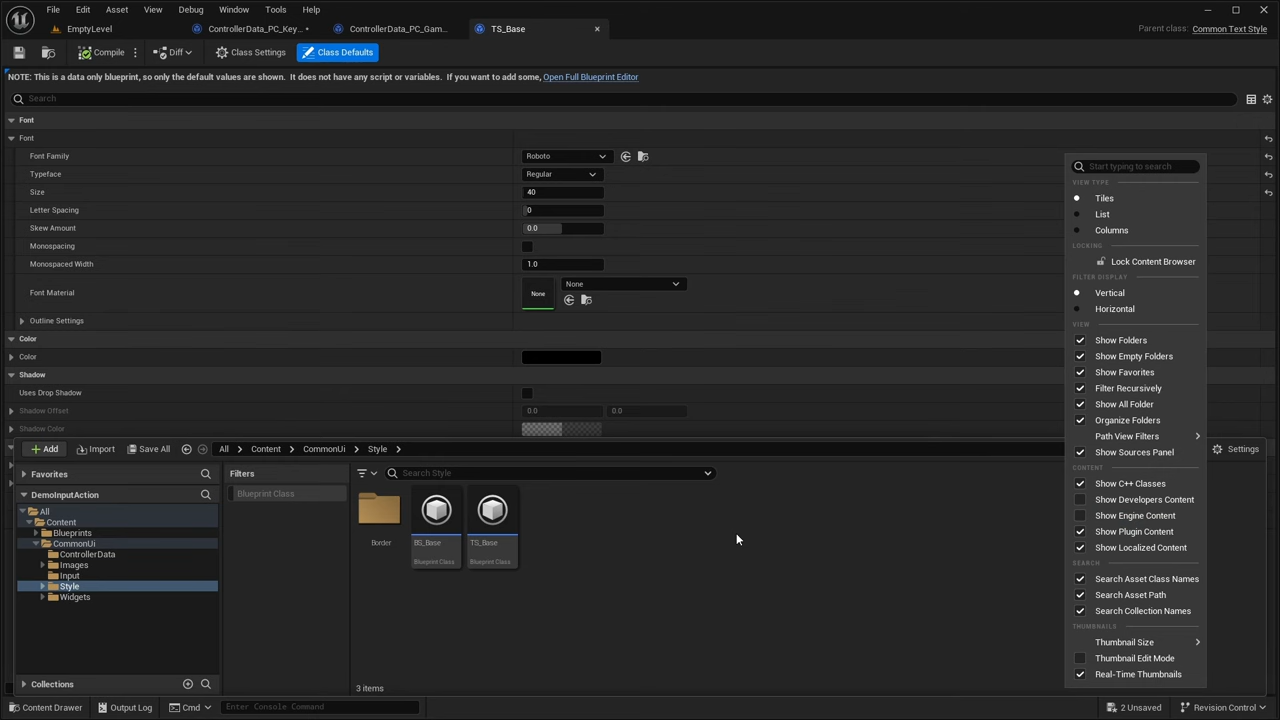 File Edit Asset View Debug Window Tools Help
EmptyLevel
ControllerData_PC_Key...
ControllerData_PC_Gam...
TS_Base
Parent class: Common Text Style
Compile
Diff
Class Settings
Class Defaults
NOTE: This is a data only blueprint, so only the default values are shown. It does not have any script or variables. If you want to add some, Open Full Blueprint Editor
Search
Font
Font
Font Family
Roboto
Typeface
Regular
Size
40
Letter Spacing
0
Skew Amount
0.0
Monospacing
Monospaced Width
1.0
Font Material
None
None
Outline Settings
Color
Color
Shadow
Uses Drop Shadow
Shadow Offset
0.0
0.0
Shadow Color
Start typing to search
VIEW TYPE
Tiles
List
Columns
LOCKING
Lock Content Browser
FILTER DISPLAY
Vertical
Horizontal
VIEW
Show Folders
Show Empty Folders
Show Favorites
Filter Recursively
Show All Folder
Organize Folders
Path View Filters
Show Sources Panel
CONTENT
Show C++ Classes
Show Developers Content
Show Engine Content
Show Plugin Content
Show Localized Content
SEARCH
Search Asset Class Names
Search Asset Path
Search Collection Names
THUMBNAILS
Thumbnail Size
Thumbnail Edit Mode
Real-Time Thumbnails
Add
Import
Save All
All
Content
CommonUi
Style
Settings
Favorites
DemoInputAction
All
Content
Blueprints
CommonUi
ControllerData
Images
Input
Style
Widgets
Collections
Filters
Blueprint Class
Search Style
Border
BS_Base
Blueprint Class
TS_Base
Blueprint Class
3 items
Content Drawer
Output Log
Cmd
Enter Console Command
2 Unsaved
Revision Control